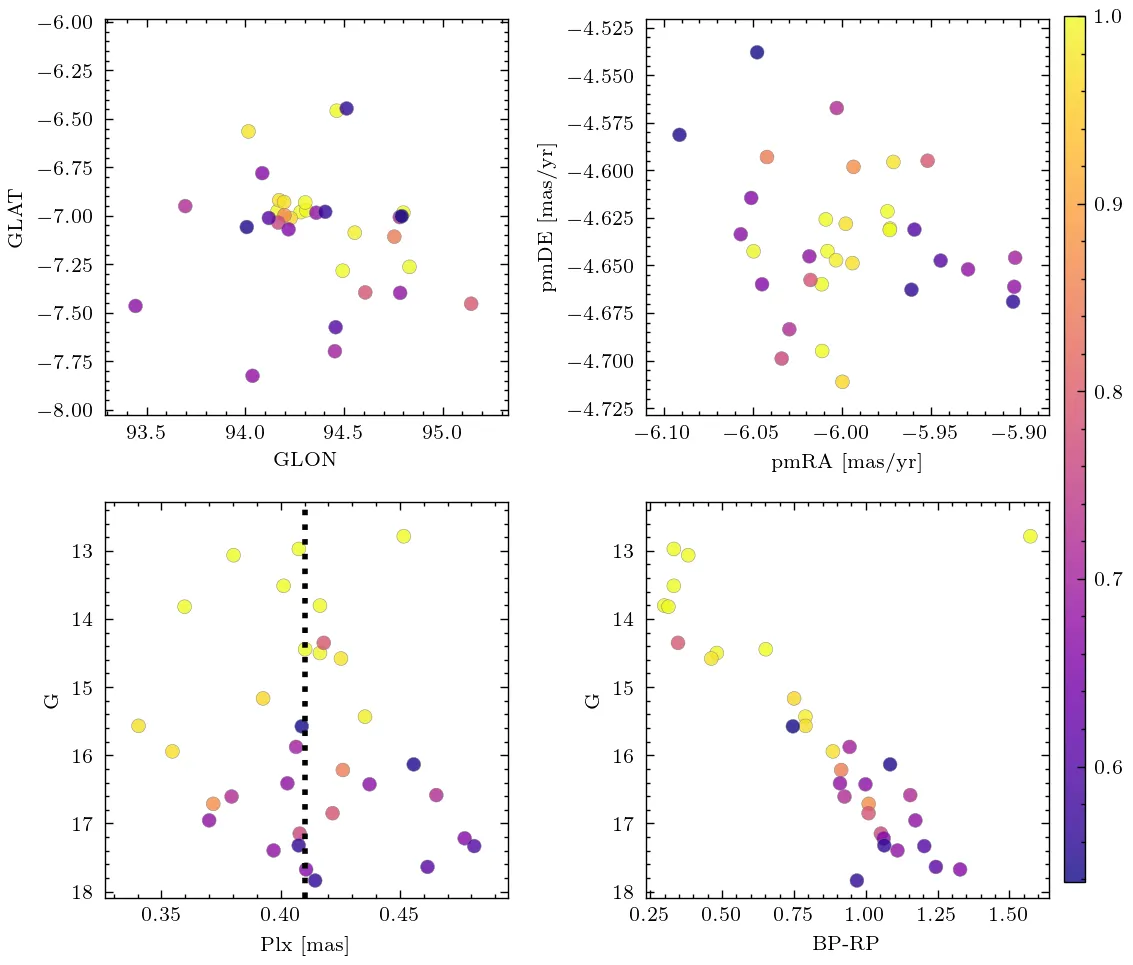 −6.00
−6.25
−6.50
−6.75
−7.00
−7.25
−7.50
−7.75
−8.00
GLAT
93.5 94.0 94.5 95.0
GLON
−4.525
−4.550
−4.575
−4.600
−4.625
−4.650
−4.675
−4.700
−4.725
pmDE [mas/yr]
−6.10 −6.05 −6.00 −5.95 −5.90
pmRA [mas/yr]
1.0
0.9
0.8
0.7
0.6
13
14
15
16
17
18
G
0.35 0.40 0.45
Plx [mas]
13
14
15
16
17
18
G
0.25 0.50 0.75 1.00 1.25 1.50
BP-RP